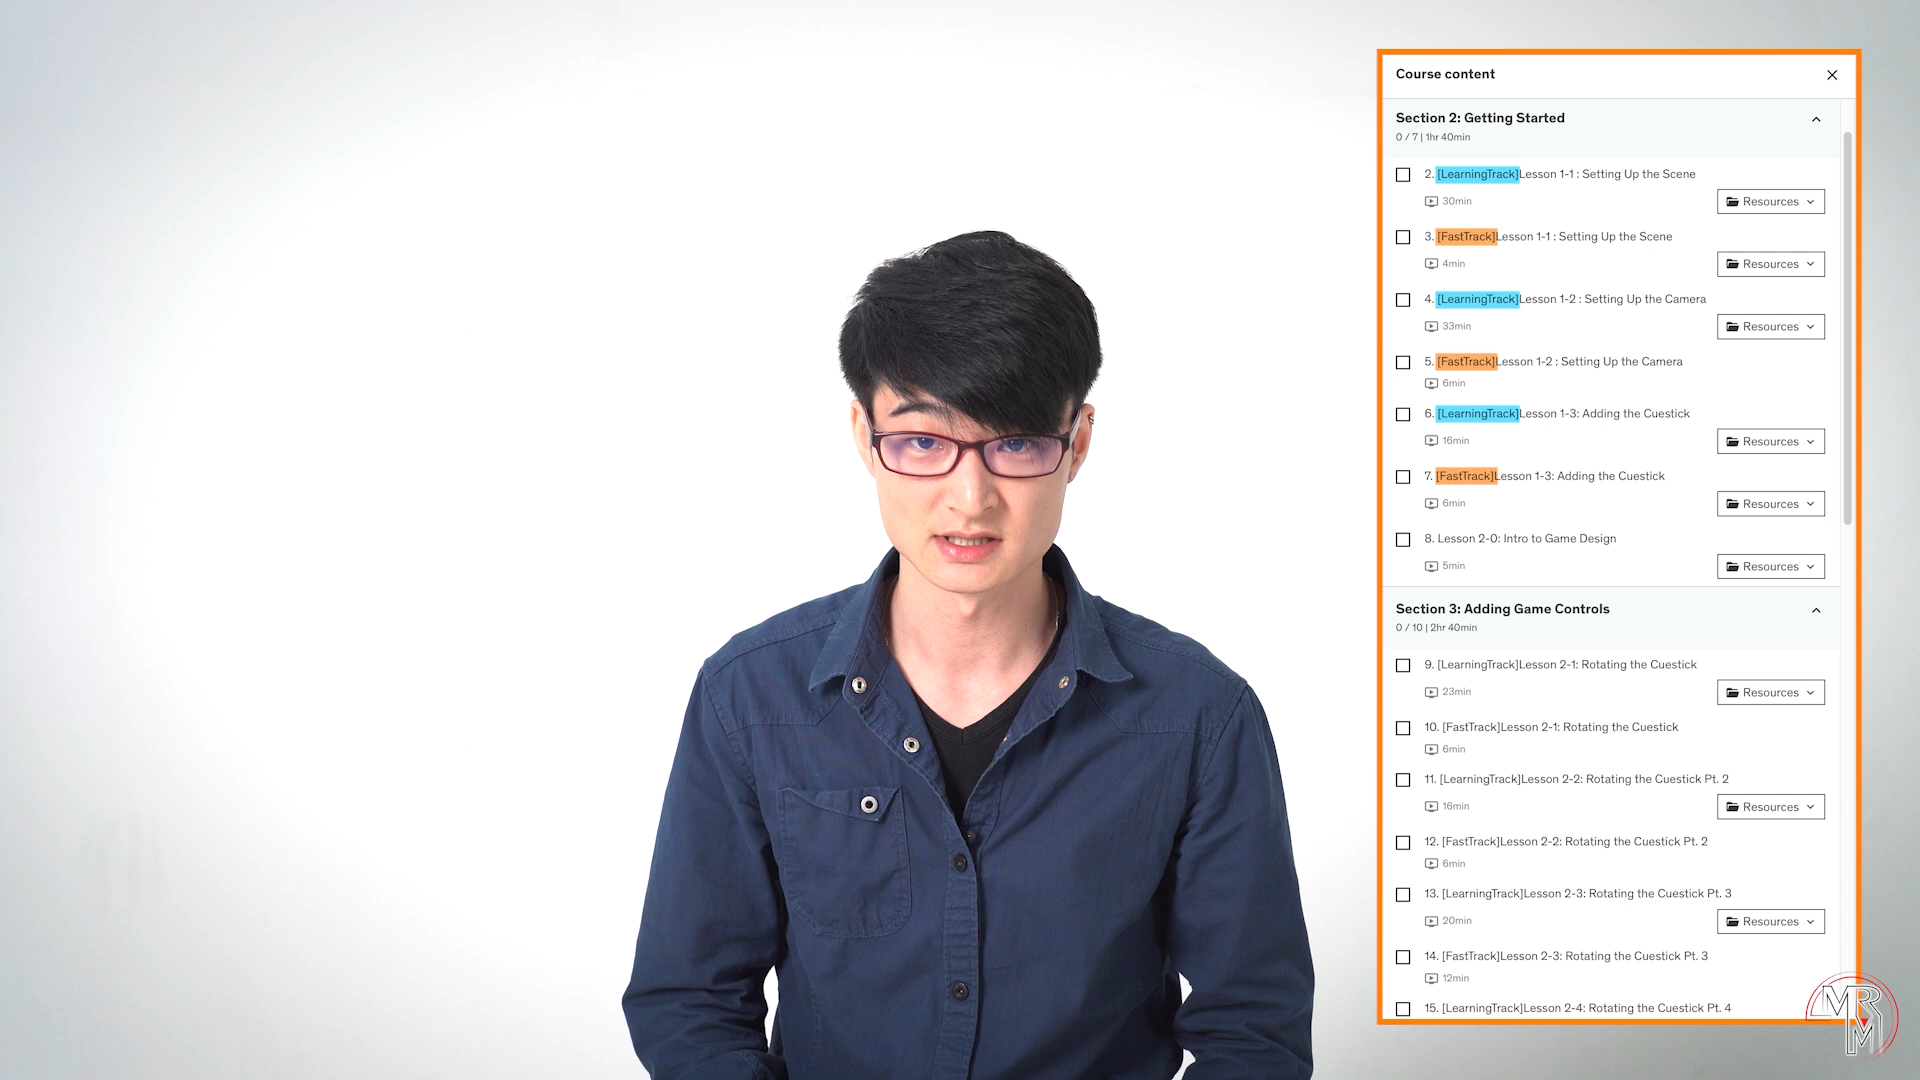 Course content
Section 2: Getting Started
0 / 7 | 1hr 40min
2. [LearningTrack]Lesson 1-1 : Setting Up the Scene
30min
Resources
3. [FastTrack]Lesson 1-1 : Setting Up the Scene
4min
Resources
4. [LearningTrack]Lesson 1-2 : Setting Up the Camera
33min
Resources
5. [FastTrack]Lesson 1-2 : Setting Up the Camera
6min
6. [LearningTrack]Lesson 1-3: Adding the Cuestick
16min
Resources
7. [FastTrack]Lesson 1-3: Adding the Cuestick
6min
Resources
8. Lesson 2-0: Intro to Game Design
5min
Resources
Section 3: Adding Game Controls
0 / 10 | 2hr 40min
9. [LearningTrack]Lesson 2-1: Rotating the Cuestick
23min
Resources
10. [FastTrack]Lesson 2-1: Rotating the Cuestick
6min
11. [LearningTrack]Lesson 2-2: Rotating the Cuestick Pt. 2
16min
Resources
12. [FastTrack]Lesson 2-2: Rotating the Cuestick Pt. 2
6min
13. [LearningTrack]Lesson 2-3: Rotating the Cuestick Pt. 3
20min
Resources
14. [FastTrack]Lesson 2-3: Rotating the Cuestick Pt. 3
12min
15. [LearningTrack]Lesson 2-4: Rotating the Cuestick Pt. 4
MRM